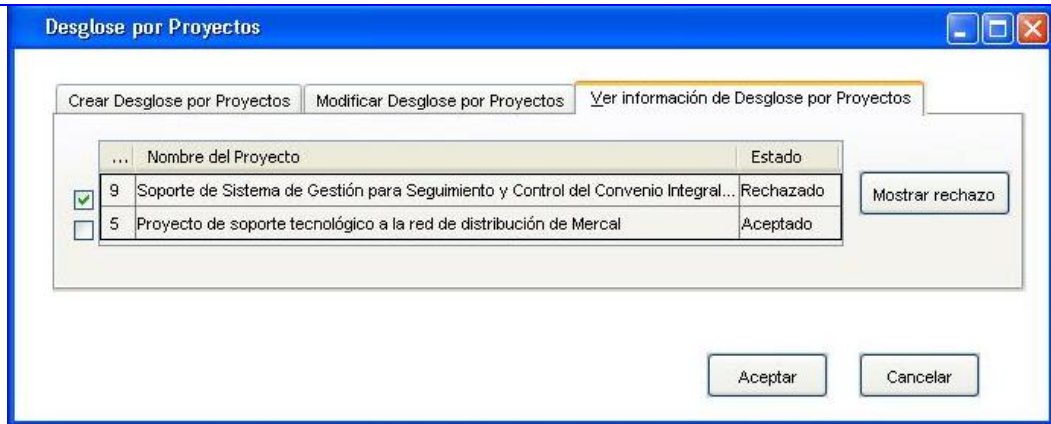 Desglose por Proyectos
Crear Desglose por Proyectos Modificar Desglose por Proyectos Ver información de Desglose por Proyectos
... Nombre del Proyecto Estado
9 Soporte de Sistema de Gestión para Seguimiento y Control del Convenio Integral... Rechazado
Mostrar rechazo
5 Proyecto de soporte tecnológico a la red de distribución de Mercal Aceptado
Aceptar Cancelar